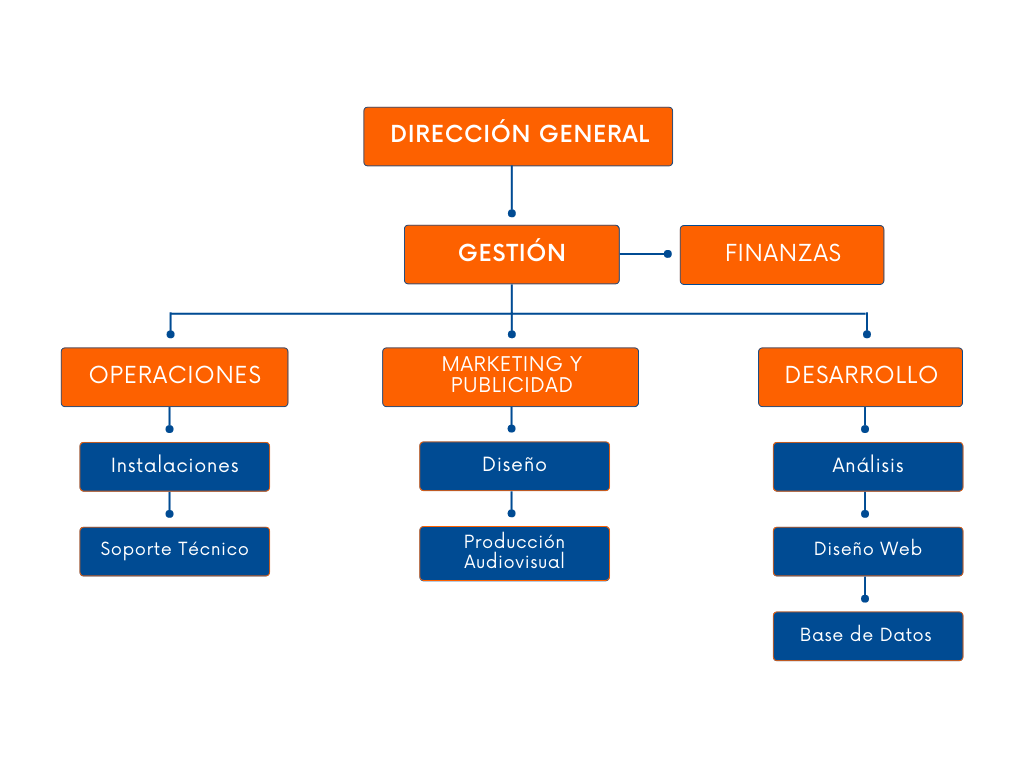 DIRECCIÓN GENERAL
GESTIÓN
FINANZAS
OPERACIONES
MARKETING Y
PUBLICIDAD
DESARROLLO
Instalaciones
Diseño
Análisis
Soporte Técnico
Producción
Audiovisual
Diseño Web
Base de Datos